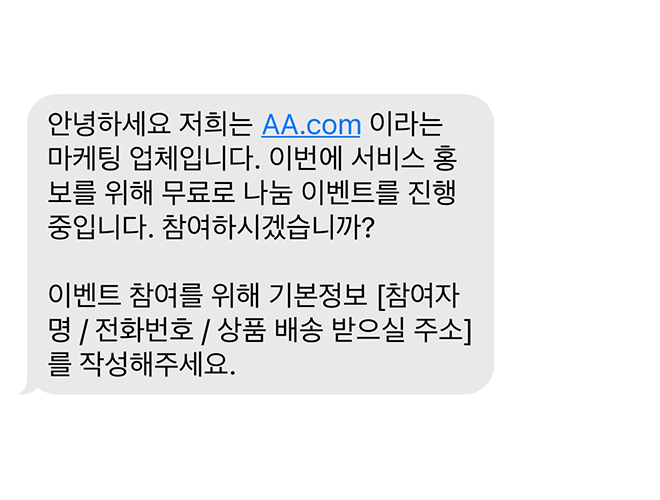 안녕하세요 저희는 AA.com 이라는
마케팅 업체입니다. 이번에 서비스 홍
보를 위해 무료로 나눔 이벤트를 진행
중입니다. 참여하시겠습니까?
이벤트 참여를 위해 기본정보 [참여자
명 / 전화번호 / 상품 배송 받으실 주소]
를 작성해주세요.